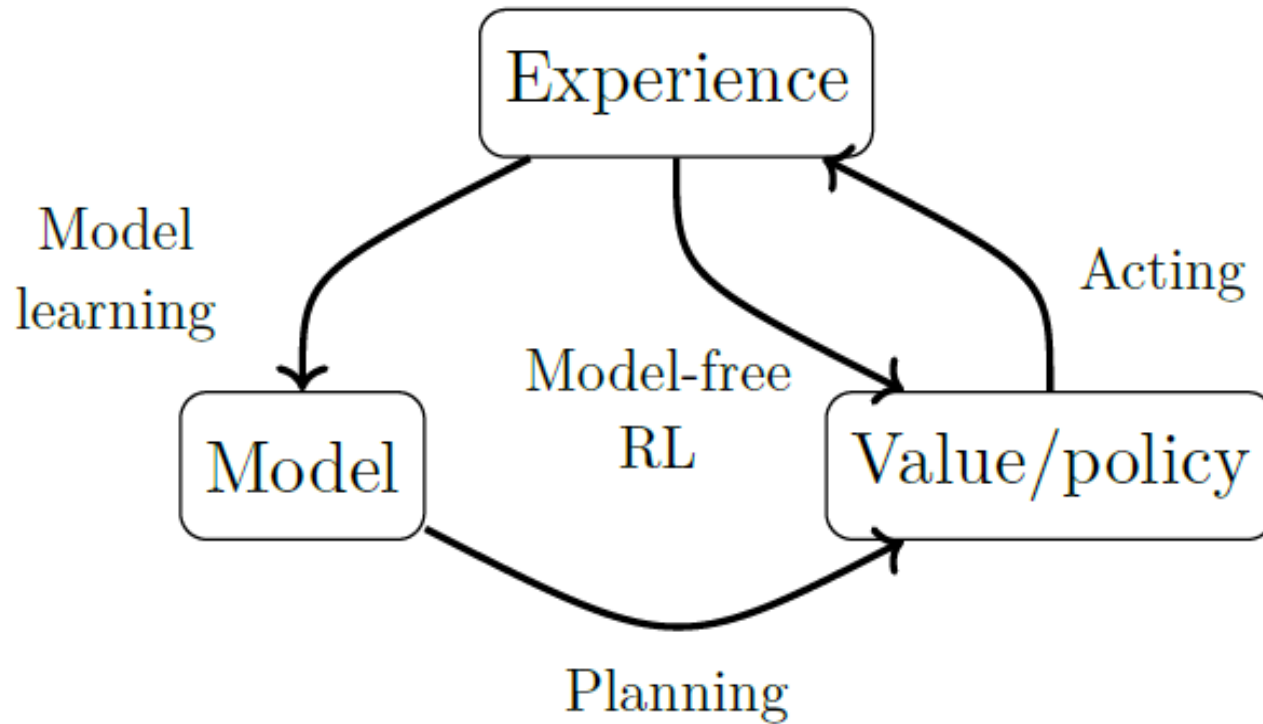 Experience
Model
learning
Acting
Model-free
RL
Model
Value/policy
Planning